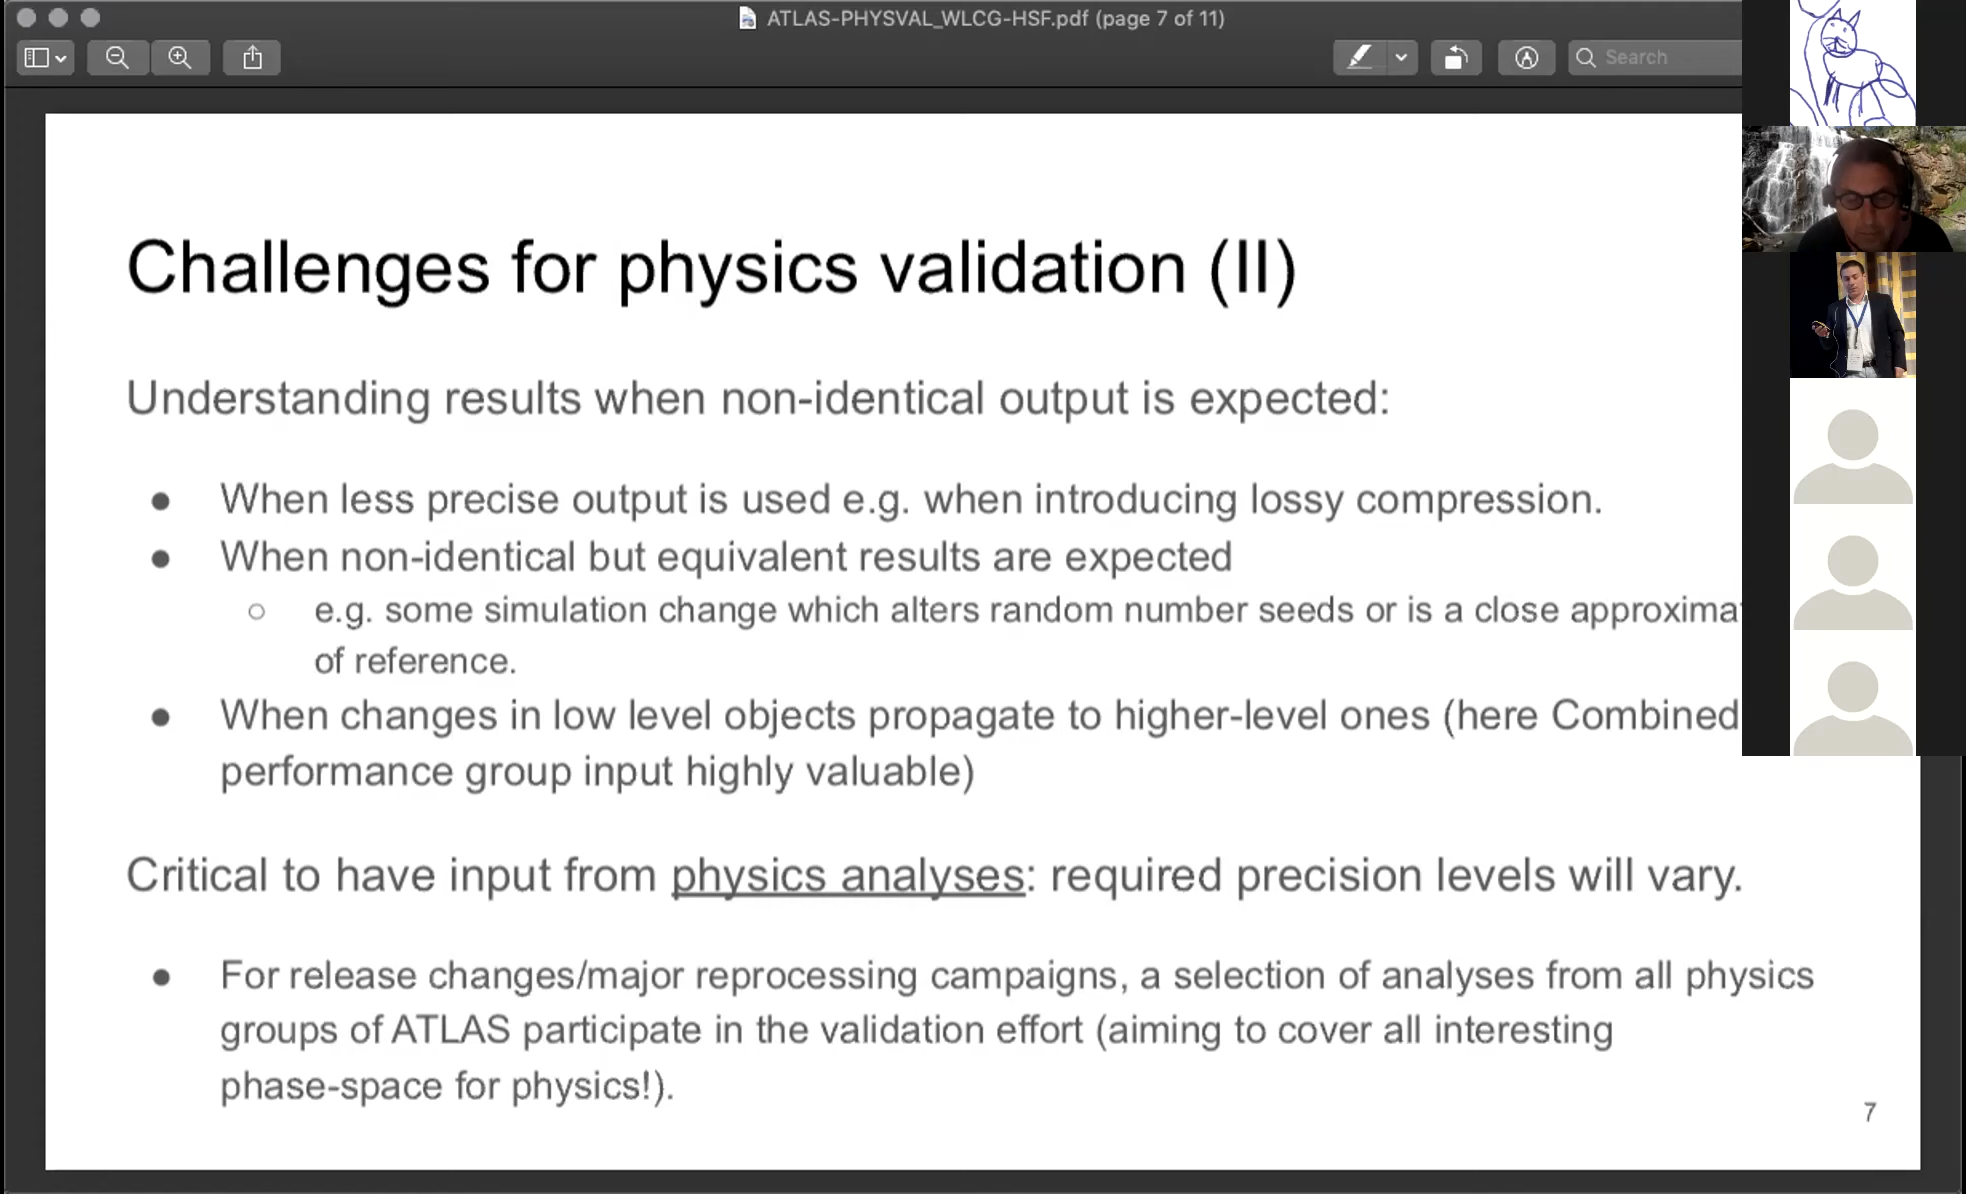 ATLAS-PHYSVAL_WLCG-HSF.pdf (page 7 of 11)
Search
Challenges for physics validation (II)
Understanding results when non-identical output is expected:
● When less precise output is used e.g. when introducing lossy compression.
● When non-identical but equivalent results are expected
○ e.g. some simulation change which alters random number seeds or is a close approxima
of reference.
● When changes in low level objects propagate to higher-level ones (here Combined
performance group input highly valuable)
Critical to have input from physics analyses: required precision levels will vary.
● For release changes/major reprocessing campaigns, a selection of analyses from all physics
groups of ATLAS participate in the validation effort (aiming to cover all interesting
phase-space for physics!).
7